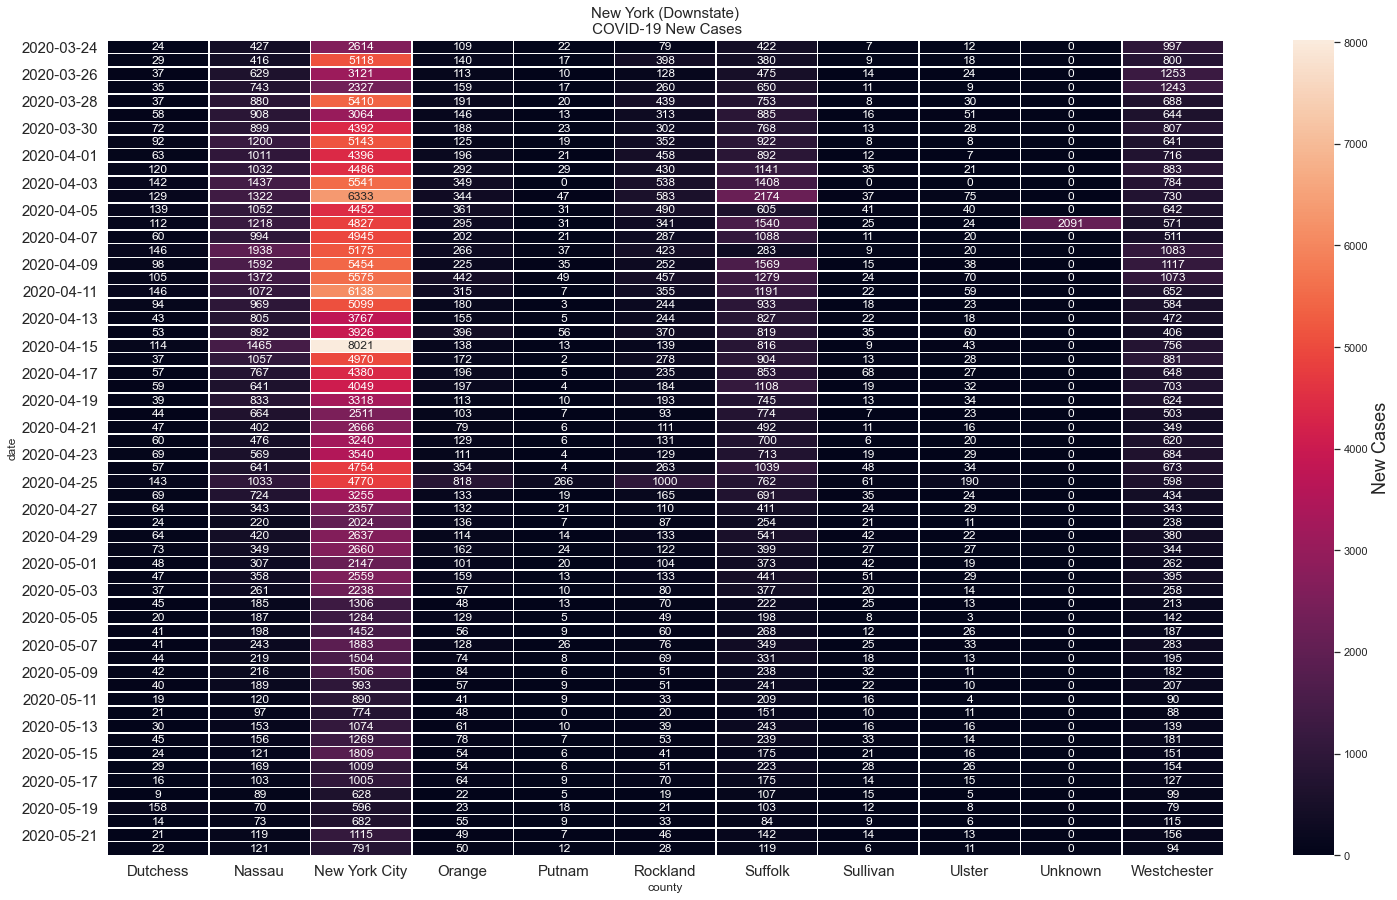 New York (Downstate)
COVID-19 New Cases
2020-03-24 24 427 2614 109 22 79 422 7 12 0 997
29 416 5118 140 17 398 380 9 18 0 800
2020-03-26 37 629 3121 113 10 128 475 14 24 0 1253
35 743 2327 159 17 260 650 11 9 0 1243
2020-03-28 37 880 5410 191 20 439 753 8 30 0 688
58 908 3064 146 13 313 885 16 51 0 644
2020-03-30 72 899 4392 188 23 302 768 13 28 0 807
92 1200 5143 125 19 352 922 8 8 0 641
2020-04-01 63 1011 4396 196 21 458 892 12 7 0 716
120 1032 4486 292 29 430 1141 35 21 0 883
2020-04-03 142 1437 5541 349 0 538 1408 0 0 0 784
129 1322 6333 344 47 583 2174 37 75 0 730
2020-04-05 139 1052 4452 361 31 490 605 41 40 0 642
112 1218 4827 295 31 341 1540 25 24 2091 571
2020-04-07 60 994 4945 202 21 287 1088 11 20 0 511
146 1938 5175 266 37 423 283 9 20 0 1083
2020-04-09 98 1592 5454 225 35 252 1569 15 38 0 1117
105 1372 5575 442 49 457 1279 24 70 0 1073
2020-04-11 146 1072 6138 315 7 355 1191 22 59 0 652
94 969 5099 180 3 244 933 18 23 0 584
2020-04-13 43 805 3767 155 5 244 827 22 18 0 472
53 892 3926 396 56 370 819 35 60 0 406
2020-04-15 114 1465 8021 138 13 139 816 9 43 0 756
37 1057 4970 172 2 278 904 13 28 0 881
2020-04-17 57 767 4380 196 5 235 853 68 27 0 648
59 641 4049 197 4 184 1108 19 32 0 703
2020-04-19 39 833 3318 113 10 193 745 13 34 0 624
44 664 2511 103 7 93 774 7 23 0 503
2020-04-21 47 402 2666 79 6 111 492 11 16 0 349
60 476 3240 129 6 131 700 6 20 0 620
2020-04-23 69 569 3540 111 4 129 713 19 29 0 684
57 641 4754 354 4 263 1039 48 34 0 673
2020-04-25 143 1033 4770 818 266 1000 762 61 190 0 598
69 724 3255 133 19 165 691 35 24 0 434
2020-04-27 64 343 2357 132 21 110 411 24 29 0 343
24 220 2024 136 7 87 254 21 11 0 238
2020-04-29 64 420 2637 114 14 133 541 42 22 0 380
73 349 2660 162 24 122 399 27 27 0 344
2020-05-01 48 307 2147 101 20 104 373 42 19 0 262
47 358 2559 159 13 133 441 51 29 0 395
2020-05-03 37 261 2238 57 10 80 377 20 14 0 258
45 185 1306 48 13 70 222 25 13 0 213
2020-05-05 20 187 1284 129 5 49 198 8 3 0 142
41 198 1452 56 9 60 268 12 26 0 187
2020-05-07 41 243 1883 128 26 76 349 25 33 0 283
44 219 1504 74 8 69 331 18 13 0 195
2020-05-09 42 216 1506 84 6 51 238 32 11 0 182
40 189 993 57 9 51 241 22 10 0 207
2020-05-11 19 120 890 41 9 33 209 16 4 0 90
21 97 774 48 0 20 151 10 11 0 88
2020-05-13 30 153 1074 61 10 39 243 16 16 0 139
45 156 1269 78 7 53 239 33 14 0 181
2020-05-15 24 121 1809 54 6 41 175 21 16 0 151
29 169 1009 54 6 51 223 28 26 0 154
2020-05-17 16 103 1005 64 9 70 175 14 15 0 127
9 89 628 22 5 19 107 15 5 0 99
2020-05-19 158 70 596 23 18 21 103 12 8 0 79
14 73 682 55 9 33 84 9 6 0 115
2020-05-21 21 119 1115 49 7 46 142 14 13 0 156
22 121 791 50 12 28 119 6 11 0 94
Dutchess Nassau New York City Orange Putnam Rockland Suffolk Sullivan Ulster Unknown Westchester
county
date
8000
7000
6000
5000
4000
3000
2000
1000
0
New Cases